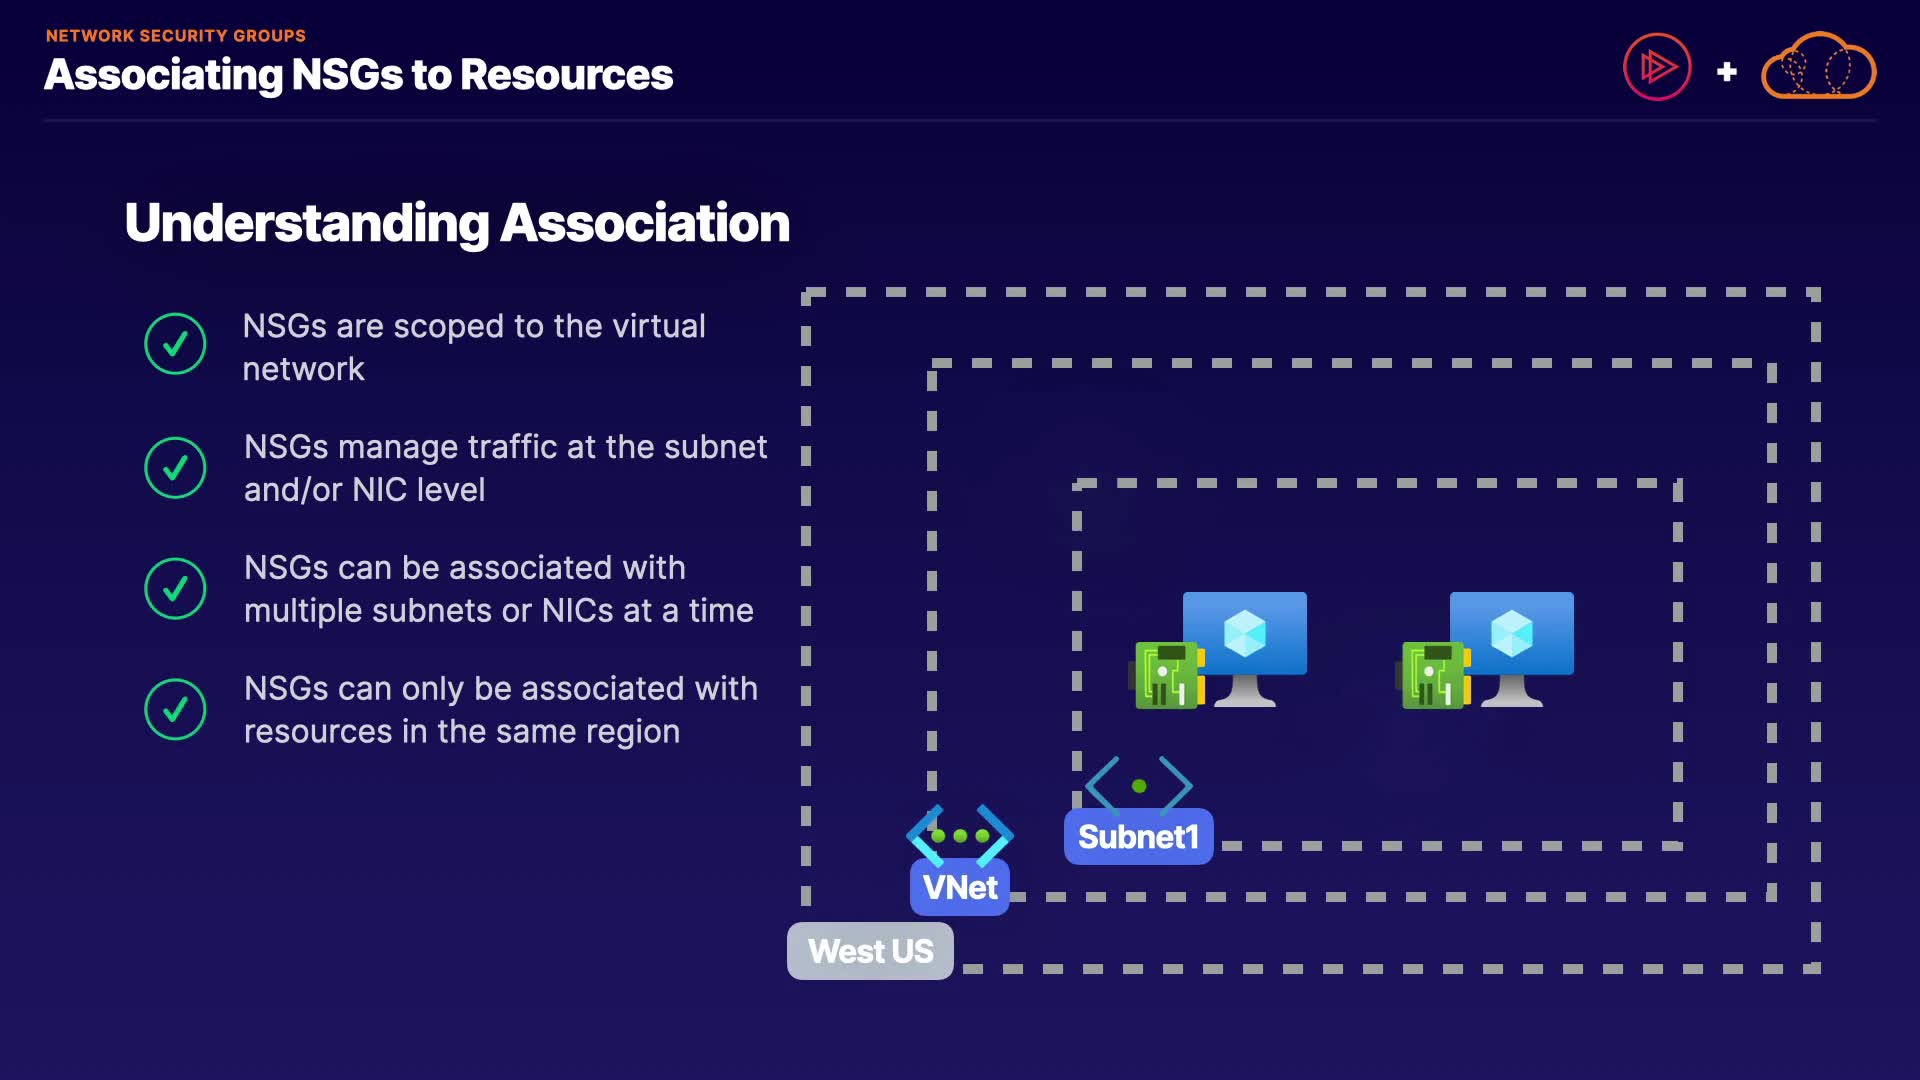 NETWORK SECURITY GROUPS
Associating NSGs to Resources
Understanding Association
NSGs are scoped to the virtual
network
NSGs manage traffic at the subnet
and/or NIC level
NSGs can be associated with
multiple subnets or NICs at a time
NSGs can only be associated with
resources in the same region
Subnet1
VNet
West US